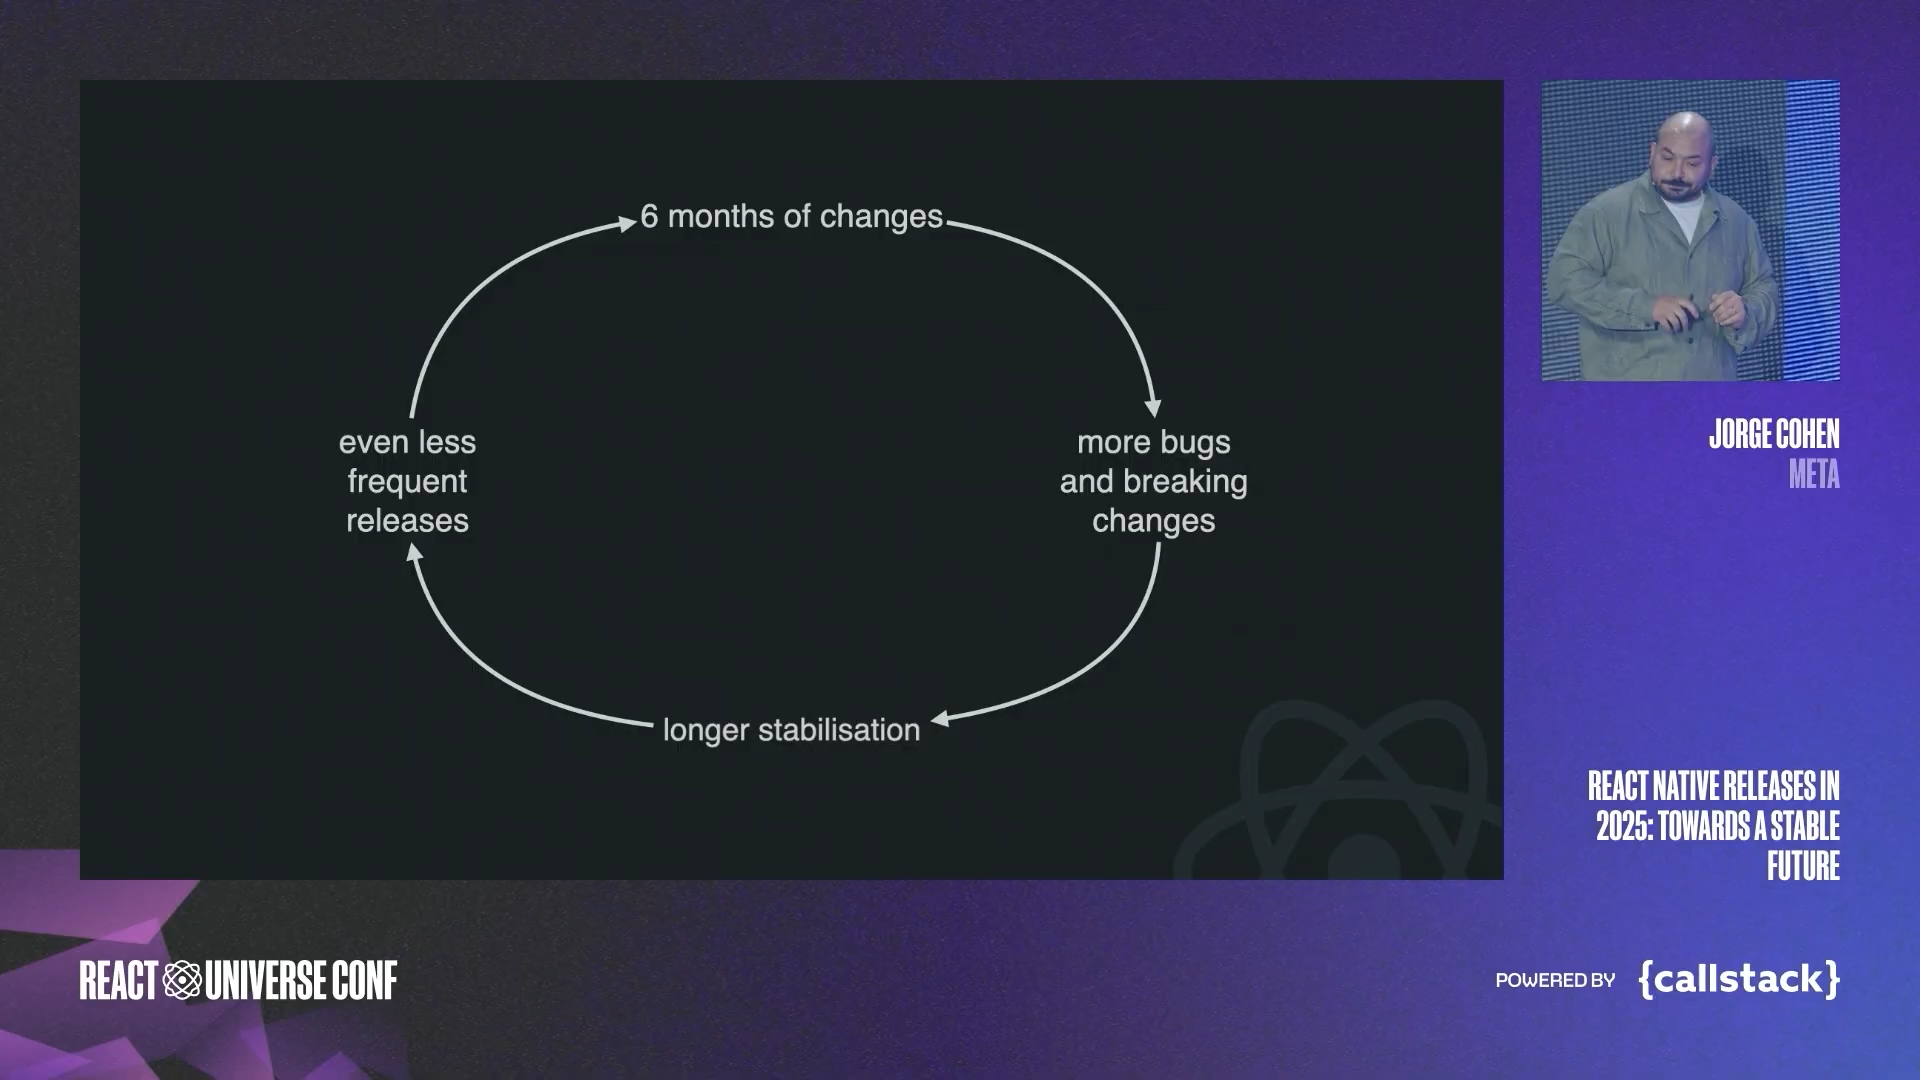 6 months of changes
even less
frequent
releases
more bugs
and breaking
changes
longer stabilisation
JORGE COHEN
META
REACT NATIVE RELEASES IN
2025: TOWARDS A STABLE
FUTURE
REACT UNIVERSE CONF
POWERED BY {callstack}